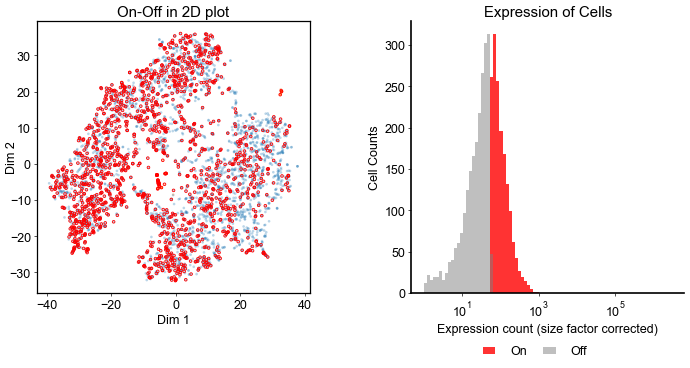 On-Off in 2D plot
Dim 2
30
20
10
0
−10
−20
−30
−40 −20 0 20 40
Dim 1
Expression of Cells
Cell Counts
300
250
200
150
100
50
0
10^1 10^3 10^5
Expression count (size factor corrected)
On Off